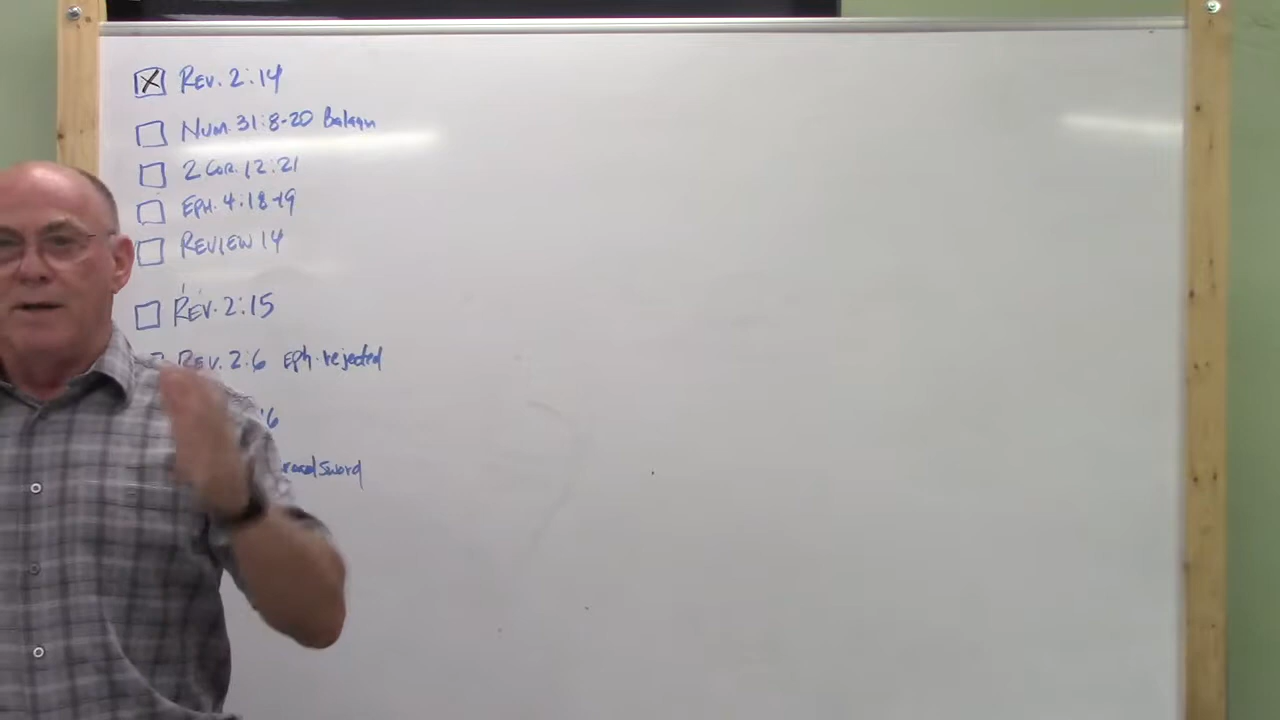 Rev. 2:14
Num. 31:8-20 Balaam
2 Cor. 12:21
Eph. 4:18-19
Review 14
Rev. 2:15
Rev. 2:6 Eph. rejected
:6
Sword